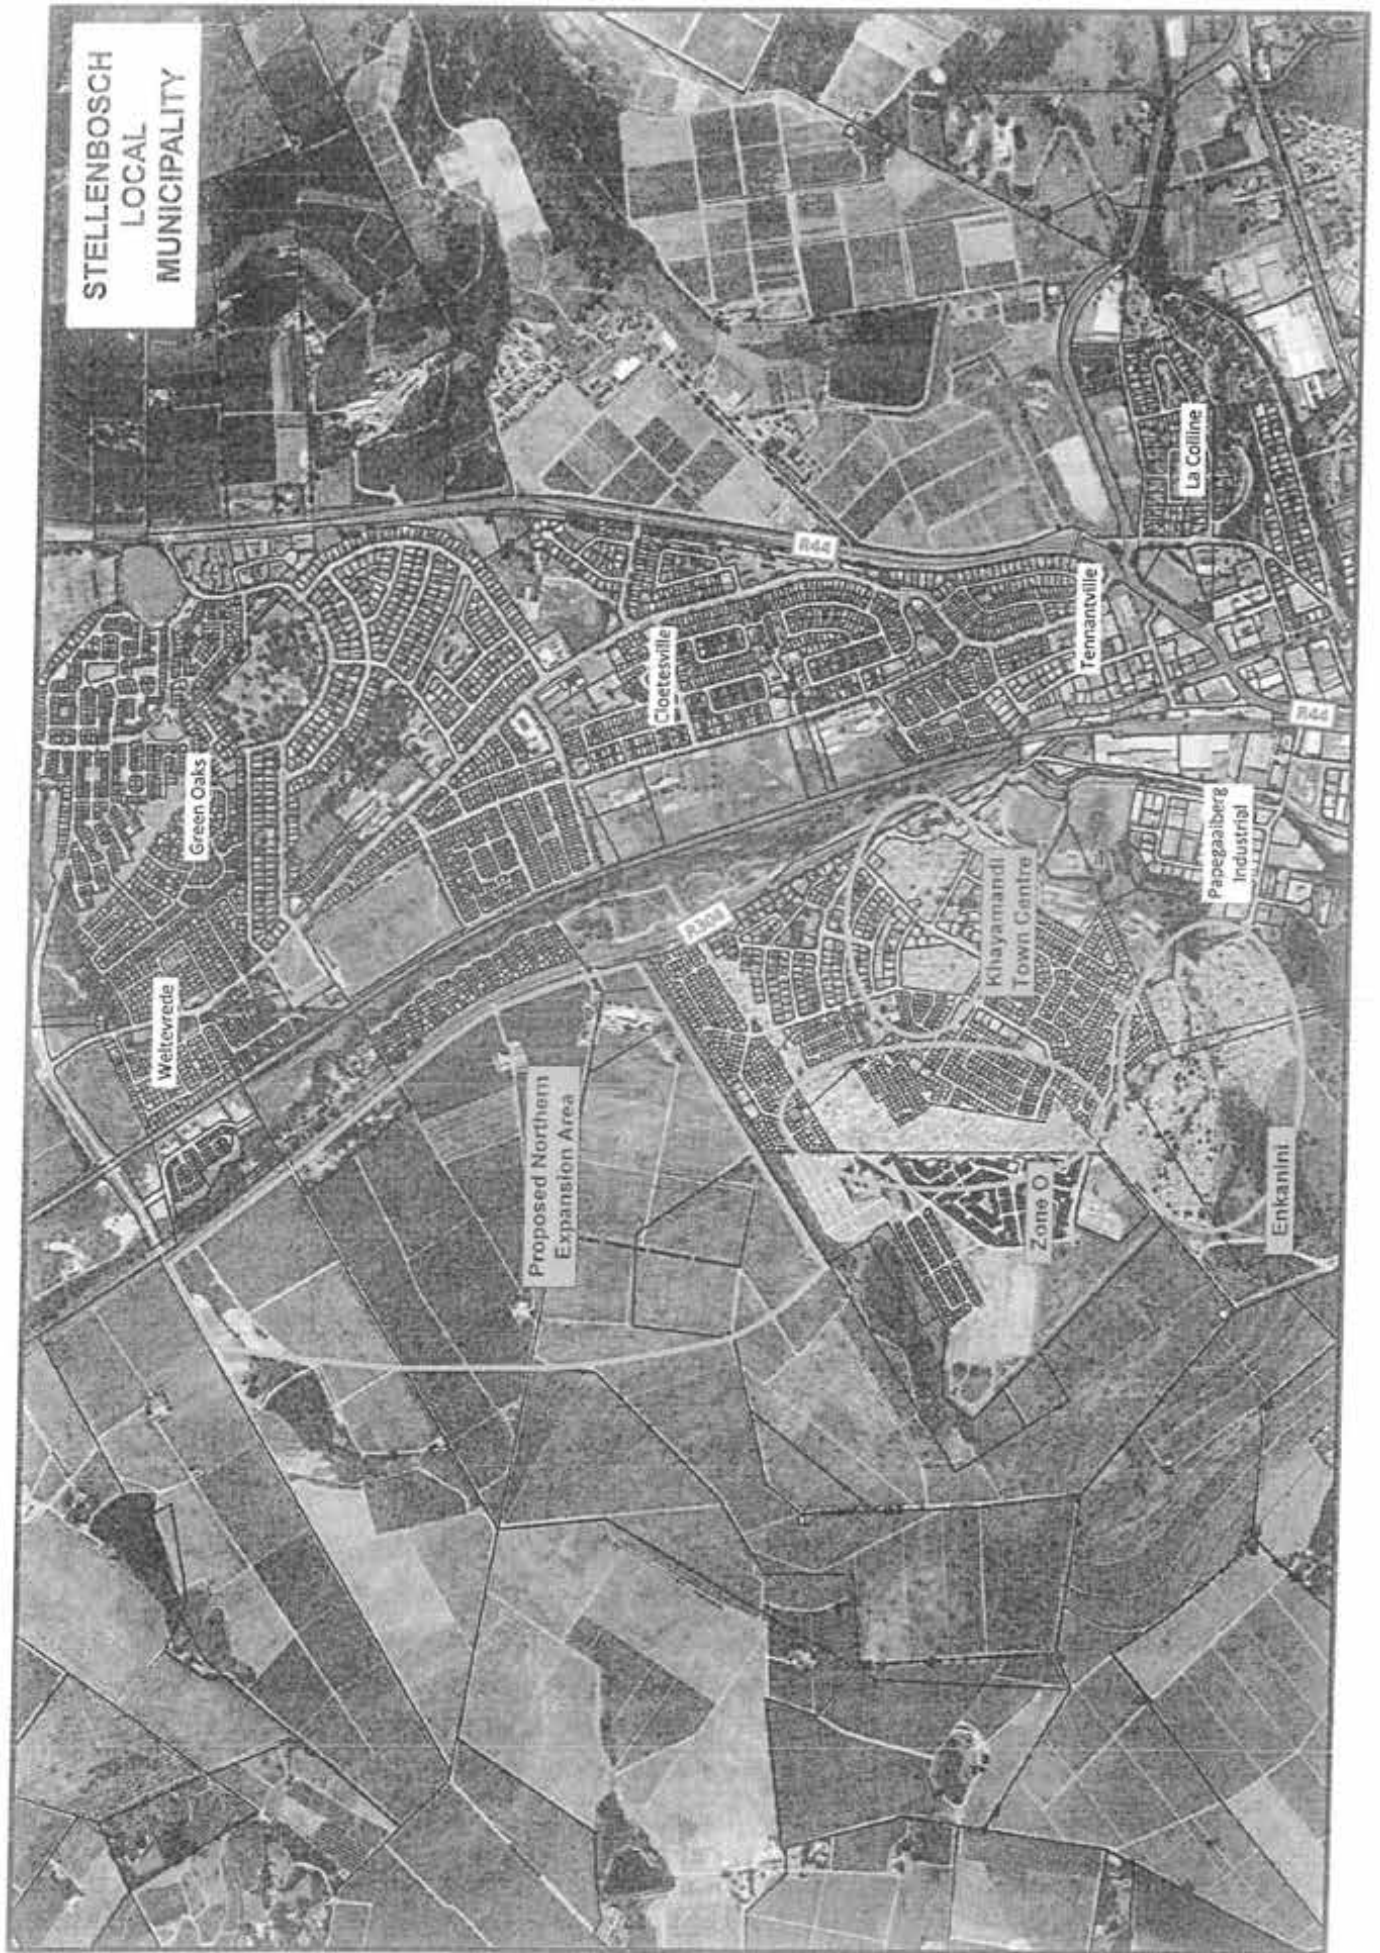 STELLENBOSCH
LOCAL
MUNICIPALITY
Weltevrede
Green Oaks
Cloetesville
R44
Tennantville
La Colline
R44
R304
Proposed Northern
Expansion Area
Khayamandi
Town Centre
Papegaaiberg
Industrial
Zone O
Enkanini